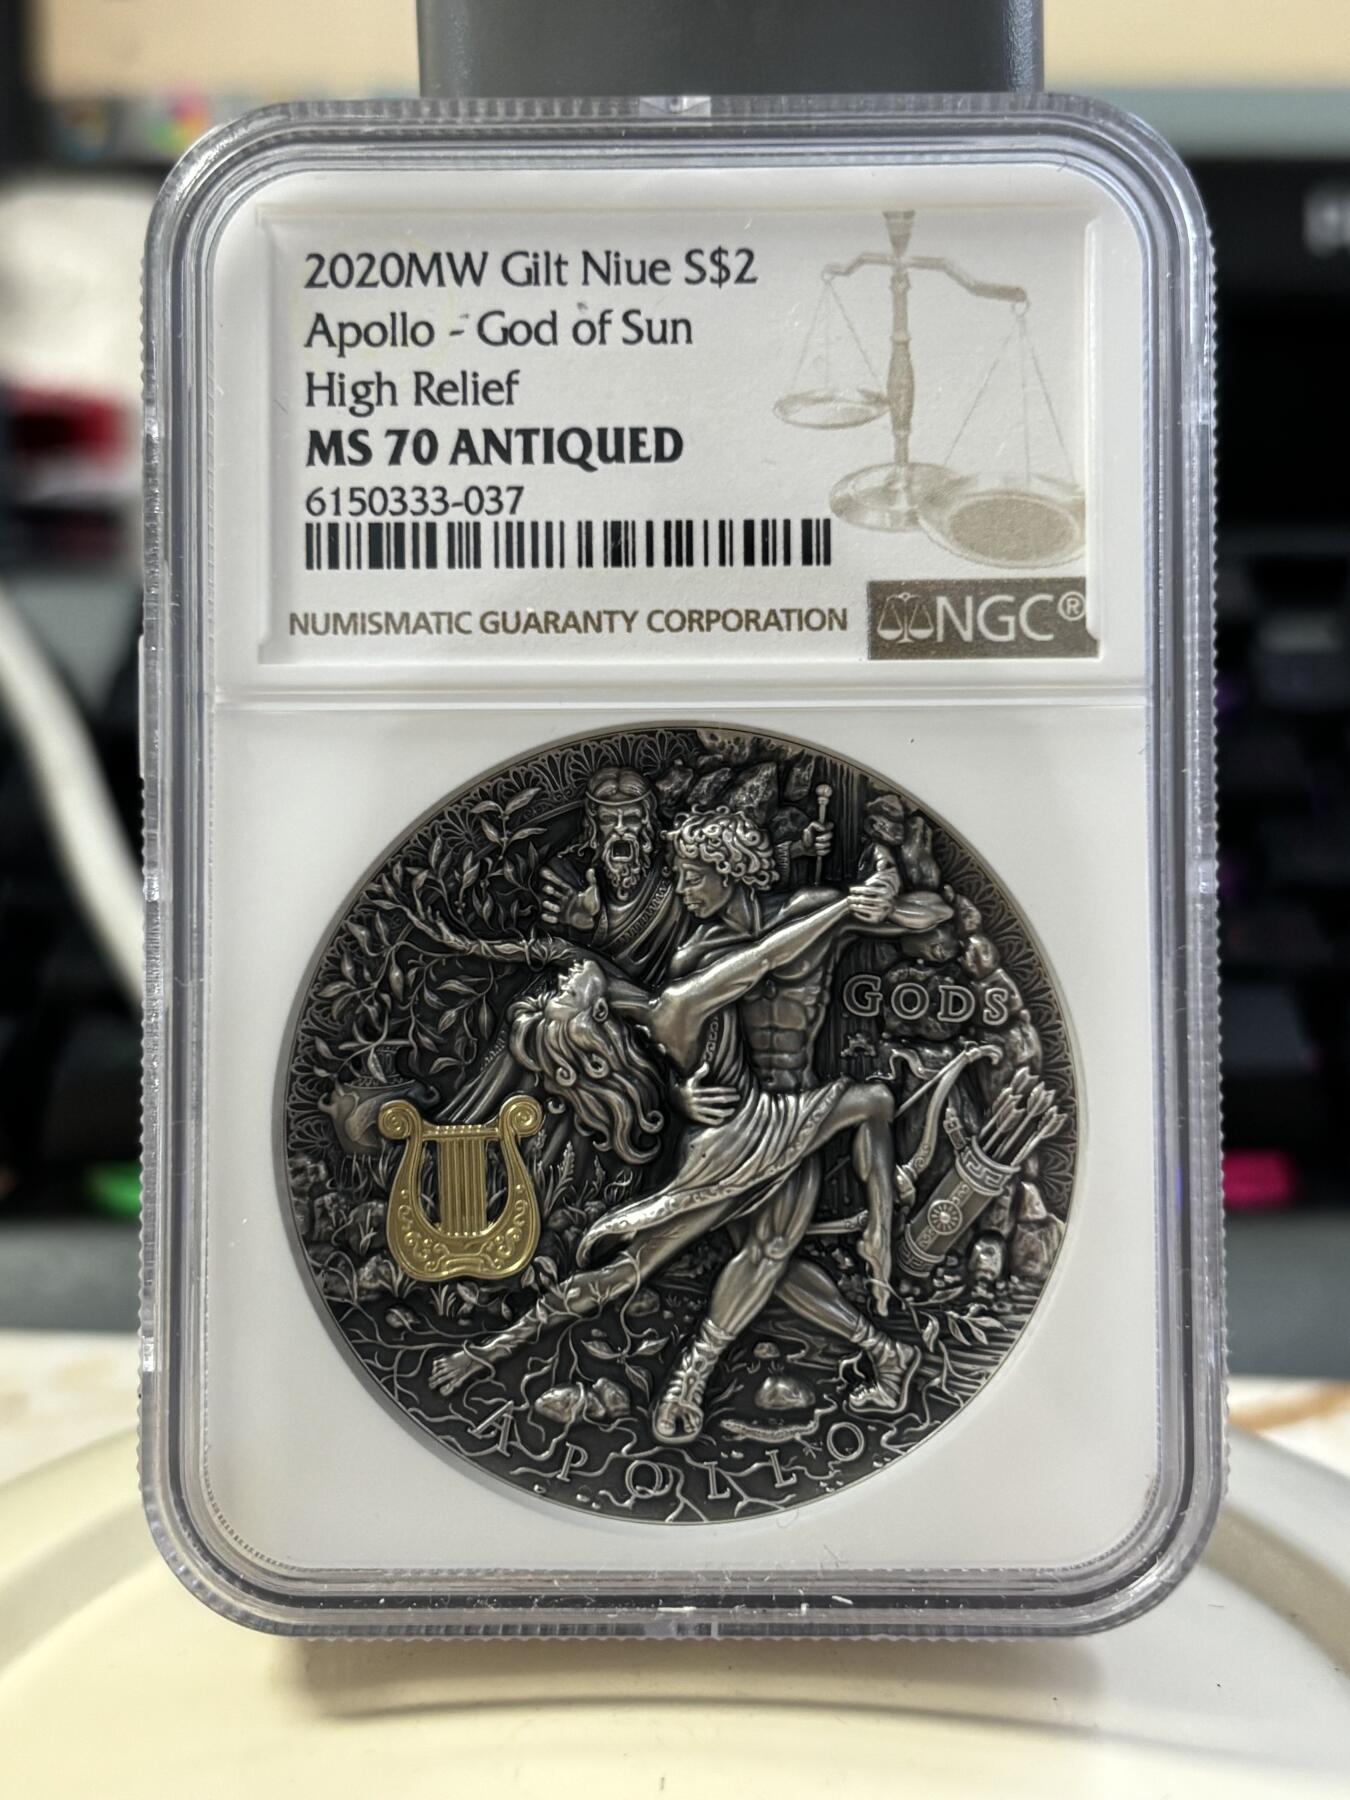 2020MW Gilt Niue S$2
Apollo - God of Sun
High Relief
MS 70 ANTIQUED
6150333-037
NUMISMATIC GUARANTY CORPORATION NGC®
GODS
APOLLO